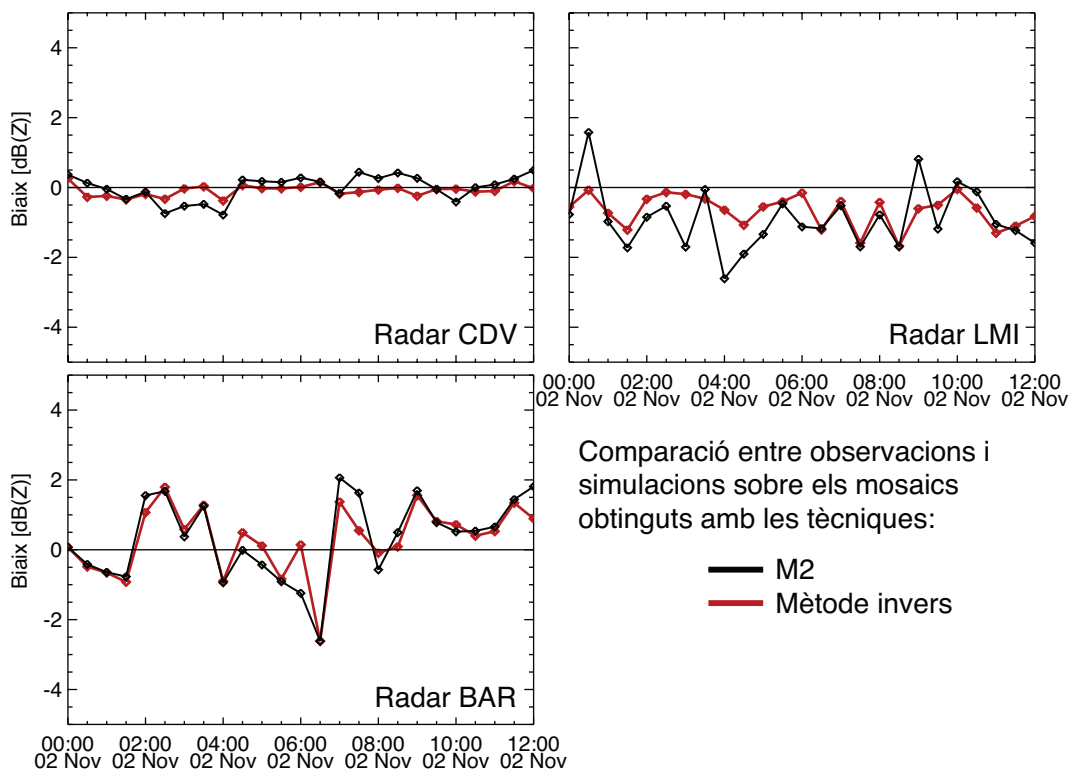 4
2
0
-2
-4
Biaix [dB(Z)]
Radar CDV
Radar LMI
00:00 02:00 04:00 06:00 08:00 10:00 12:00
02 Nov 02 Nov 02 Nov 02 Nov 02 Nov 02 Nov 02 Nov
4
2
0
-2
-4
Biaix [dB(Z)]
Radar BAR
00:00 02:00 04:00 06:00 08:00 10:00 12:00
02 Nov 02 Nov 02 Nov 02 Nov 02 Nov 02 Nov 02 Nov
Comparació entre observacions i
simulacions sobre els mosaics
obtinguts amb les tècniques:
M2
Mètode invers